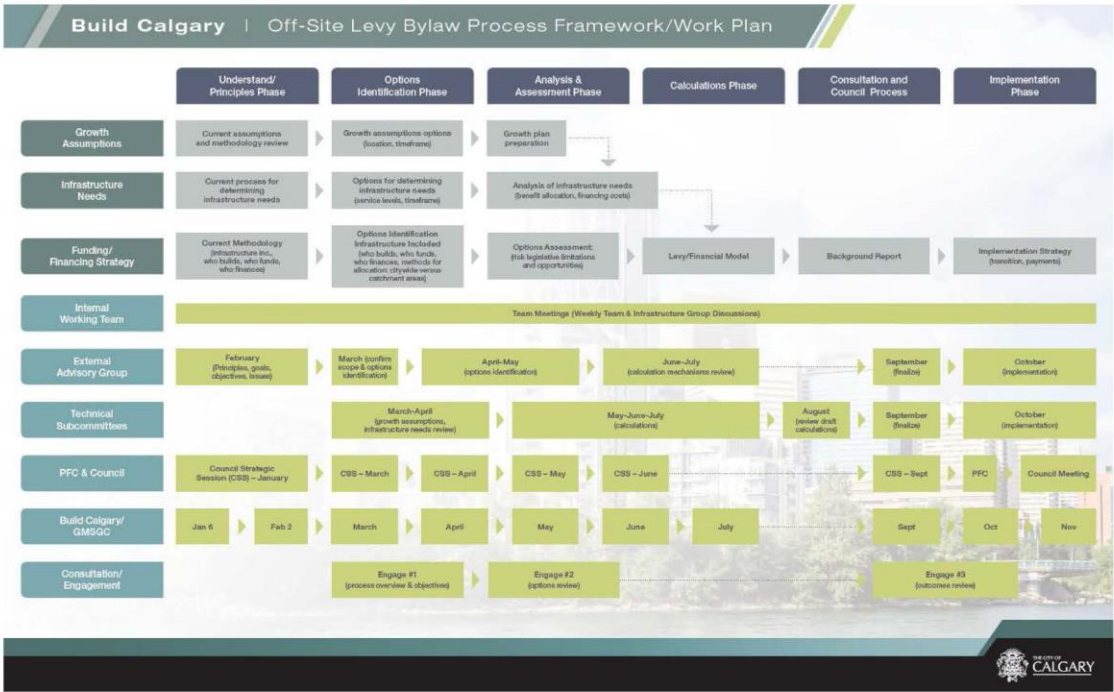 Build Calgary | Off-Site Levy Bylaw Process Framework/Work Plan
Understand/
Principles Phase
Options
Identification Phase
Analysis &
Assessment Phase
Calculations Phase
Consultation and
Council Process
Implementation
Phase
Growth
Assumptions
Current assumptions
and methodology review
Growth assumptions options
(location, timeframe)
Growth plan
preparation
Infrastructure
Needs
Current process for
determining
infrastructure needs
Options for determining
infrastructure needs
(service levels, timeframe)
Analysis of infrastructure needs
(benefit allocation, financing costs)
Funding/
Financing Strategy
Current Methodology
(infrastructure inc.,
who builds, who funds,
who finances)
Options Identification
Infrastructure Included
(who builds, who funds,
who finances, methods for
allocation: citywide versus
catchment areas)
Options Assessment:
(risk legislative limitations
and opportunities)
Levy/Financial Model
Background Report
Implementation Strategy
(transition, payments)
Internal
Working Team
Team Meetings (Weekly Team & Infrastructure Group Discussions)
External
Advisory Group
February
(Principles, goals,
objectives, issues)
March (confirm
scope & options
identification)
April-May
(options identification)
June-July
(calculation mechanisms review)
September
(finalize)
October
(implementation)
Technical
Subcommittees
March-April
(growth assumptions,
infrastructure needs review)
May-June-July
(calculations)
August
(review draft
calculations)
September
(finalize)
October
(implementation)
PFC & Council
Council Strategic
Session (CSS) – January
CSS – March
CSS – April
CSS – May
CSS – June
CSS – Sept
PFC
Council Meeting
Build Calgary/
GMSGC
Jan 6
Feb 2
March
April
May
June
July
Sept
Oct
Nov
Consultation/
Engagement
Engage #1
(process overview & objectives)
Engage #2
(options review)
Engage #3
(outcomes review)
THE CITY OF
CALGARY